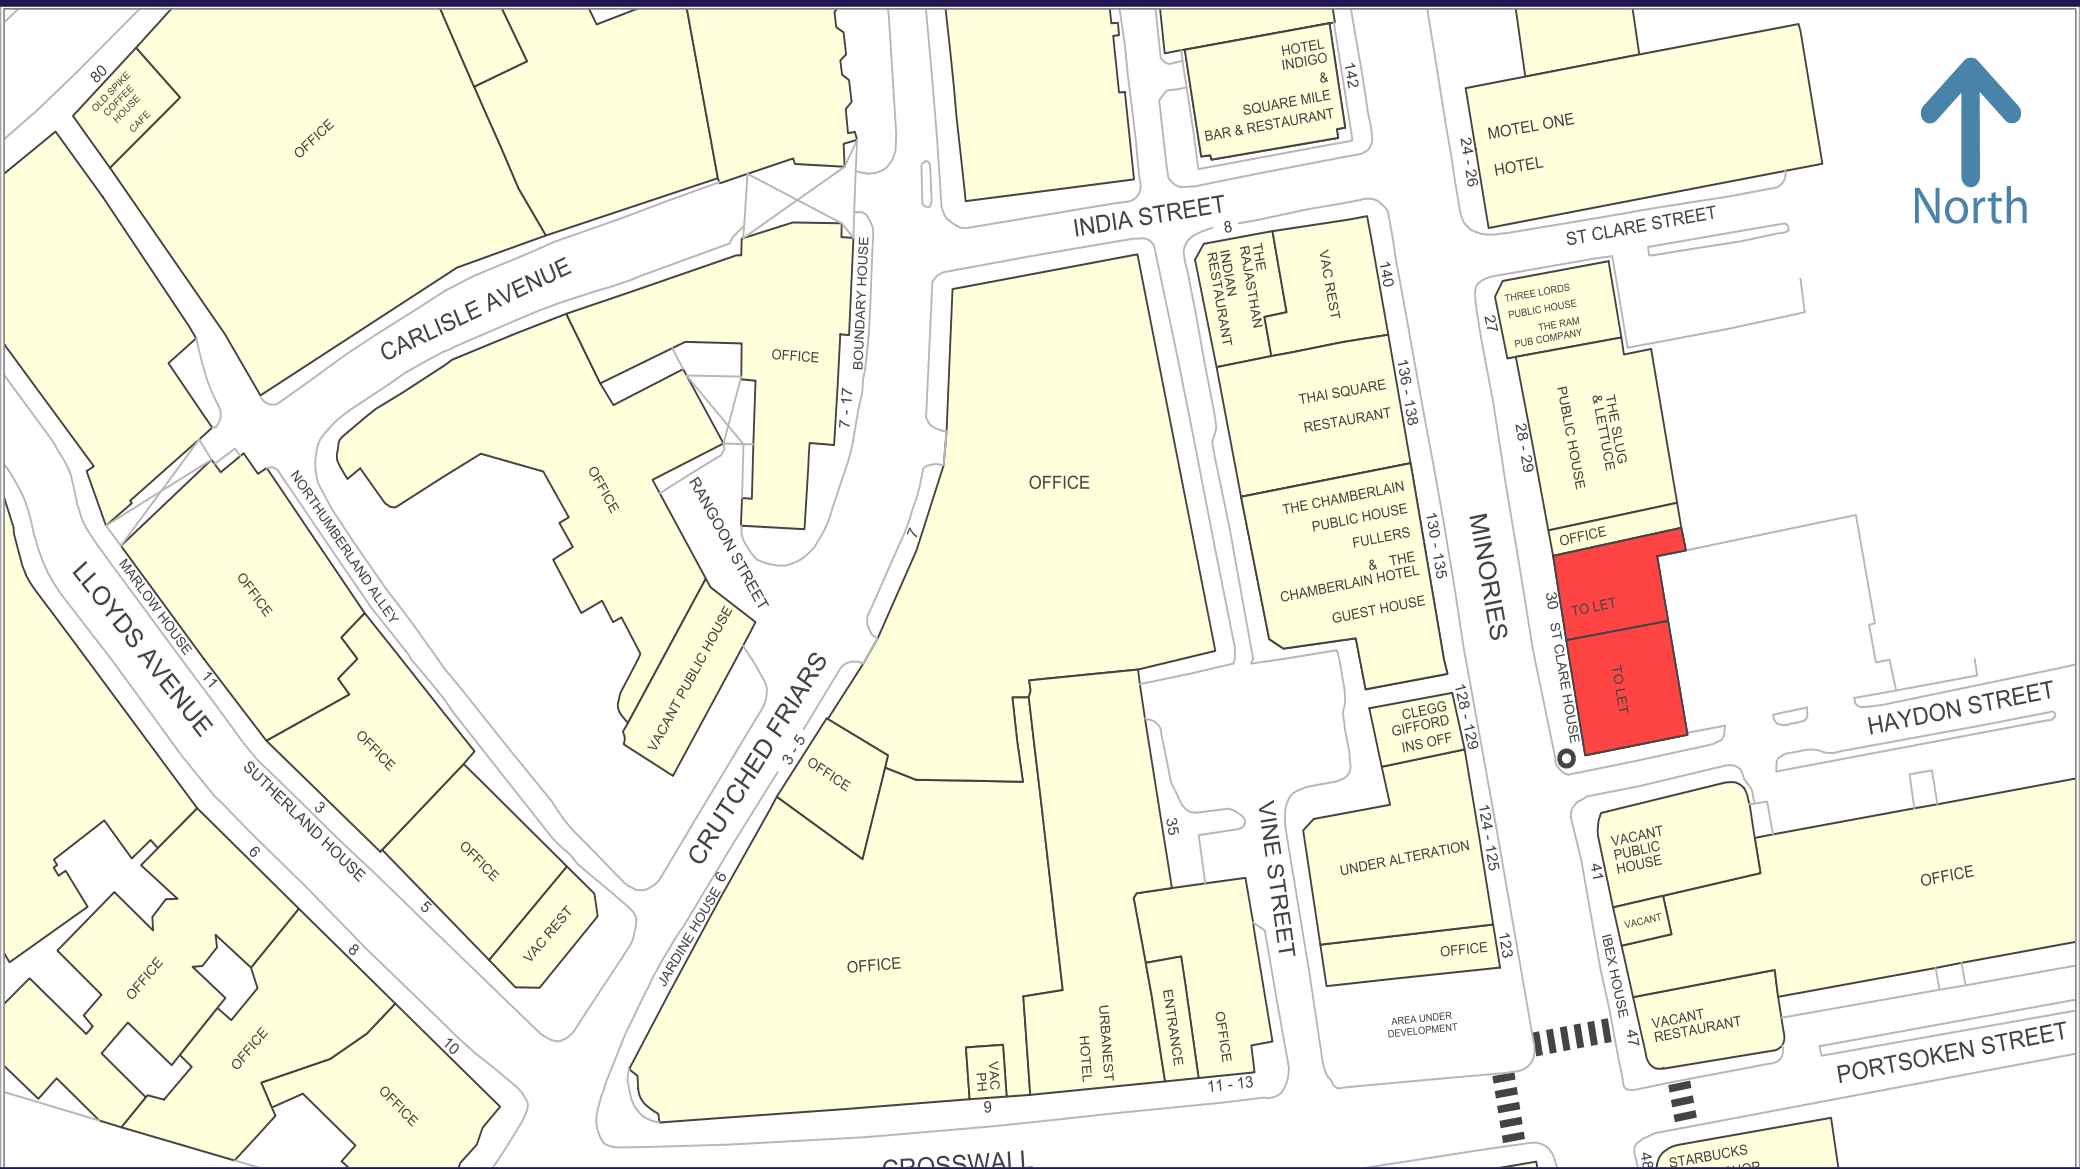 80
OLD SPIKE
COFFEE
HOUSE
CAFE
OFFICE
HOTEL
INDIGO
&
SQUARE MILE
BAR & RESTAURANT
142
24 - 26
MOTEL ONE
HOTEL
North
INDIA STREET
ST CLARE STREET
CARLISLE AVENUE
BOUNDARY HOUSE
7 - 17
OFFICE
8
THE
RAJASTHAN
INDIAN
RESTAURANT
VAC REST
140
27
THREE LORDS
PUBLIC HOUSE
THE RAM
PUB COMPANY
THAI SQUARE
RESTAURANT
136 - 138
28 - 29
PUBLIC HOUSE
THE SLUG
& LETTUCE
OFFICE
OFFICE
RANGOON STREET
NORTHUMBERLAND ALLEY
7
THE CHAMBERLAIN
PUBLIC HOUSE
FULLERS
& THE
CHAMBERLAIN HOTEL
GUEST HOUSE
130 - 135
MINORIES
OFFICE
TO LET
TO LET
30 ST CLARE HOUSE
LLOYDS AVENUE
MARLOW HOUSE
11
OFFICE
VACANT PUBLIC HOUSE
CRUTCHED FRIARS
3 - 5
OFFICE
CLEGG
GIFFORD
INS OFF
128 - 129
HAYDON STREET
OFFICE
SUTHERLAND HOUSE
3
6
OFFICE
5
VAC REST
8
35
VINE STREET
UNDER ALTERATION
124 - 125
VACANT
PUBLIC
HOUSE
41
OFFICE
VACANT
JARDINE HOUSE 6
OFFICE
OFFICE
123
IBEX HOUSE
47
VACANT
RESTAURANT
OFFICE
OFFICE
10
OFFICE
URBANEST
HOTEL
ENTRANCE
OFFICE
VAC
PH
9
11 - 13
AREA UNDER
DEVELOPMENT
PORTSOKEN STREET
CROSSWALL
48
STARBUCKS